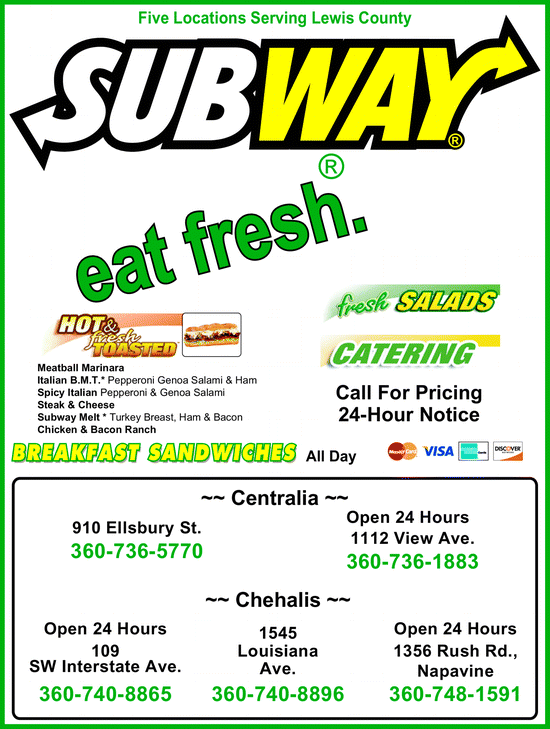 Five Locations Serving Lewis County
SUBWAY®
®
eat fresh.
HOT &
fresh
TOASTED
fresh SALADS
CATERING
Meatball Marinara
Italian B.M.T.* Pepperoni Genoa Salami & Ham
Spicy Italian Pepperoni & Genoa Salami
Steak & Cheese
Subway Melt * Turkey Breast, Ham & Bacon
Chicken & Bacon Ranch
Call For Pricing
24-Hour Notice
BREAKFAST SANDWICHES All Day
MasterCard VISA DISCOVER
~~ Centralia ~~
910 Ellsbury St.
360-736-5770
Open 24 Hours
1112 View Ave.
360-736-1883
~~ Chehalis ~~
Open 24 Hours
109
SW Interstate Ave.
360-740-8865
1545
Louisiana
Ave.
360-740-8896
Open 24 Hours
1356 Rush Rd.,
Napavine
360-748-1591